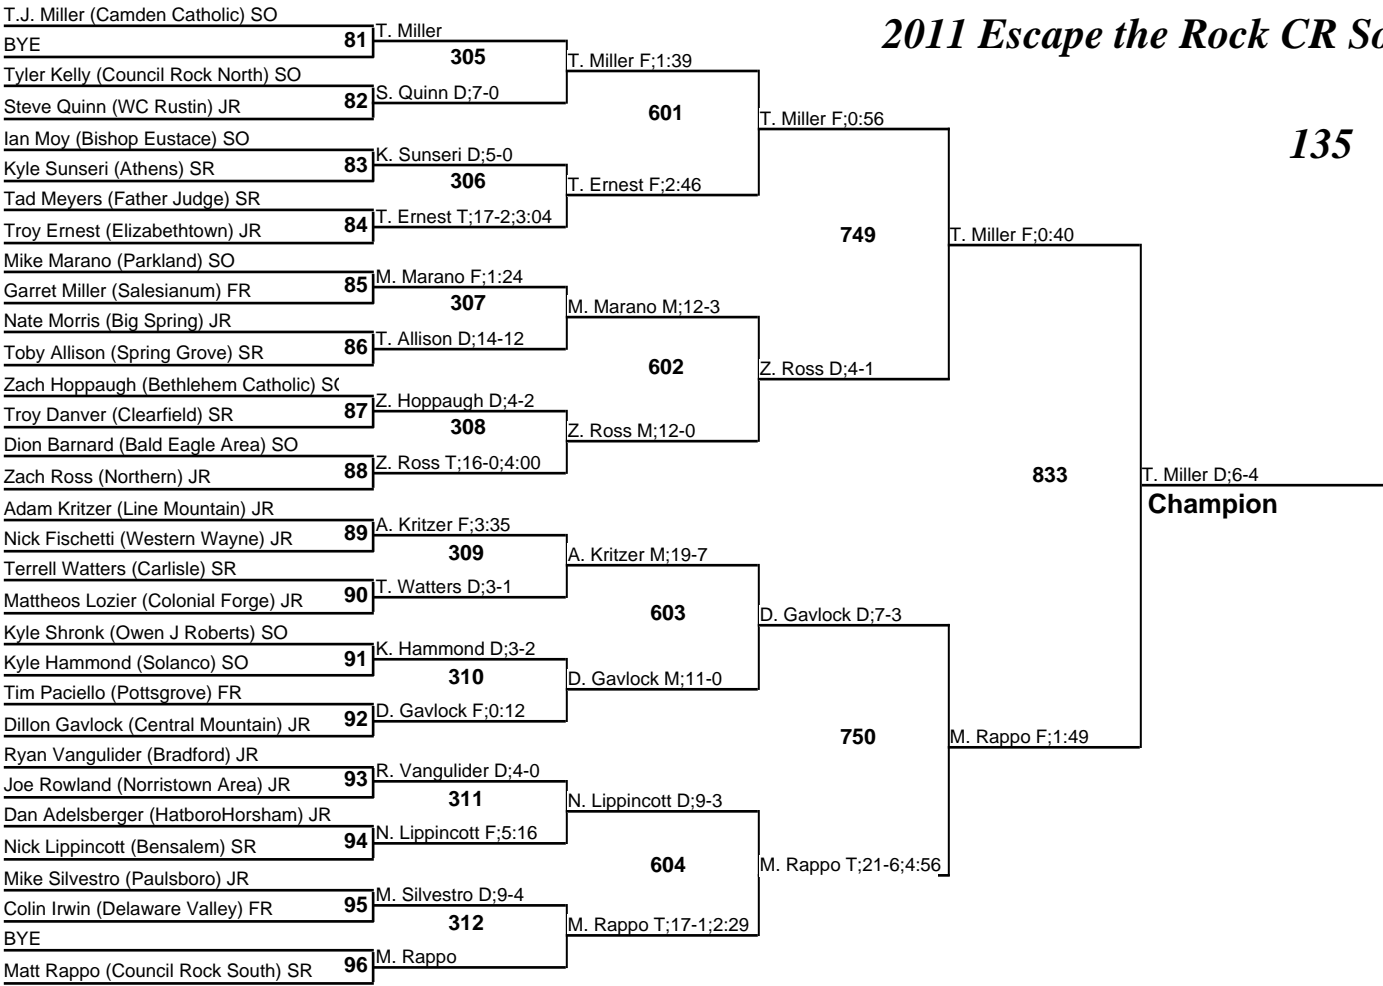 2011 Escape the Rock CR So
135
T.J. Miller (Camden Catholic) SO
BYE
81
Tyler Kelly (Council Rock North) SO
Steve Quinn (WC Rustin) JR
82
Ian Moy (Bishop Eustace) SO
Kyle Sunseri (Athens) SR
83
Tad Meyers (Father Judge) SR
Troy Ernest (Elizabethtown) JR
84
Mike Marano (Parkland) SO
Garret Miller (Salesianum) FR
85
Nate Morris (Big Spring) JR
Toby Allison (Spring Grove) SR
86
Zach Hoppaugh (Bethlehem Catholic) SO
Troy Danver (Clearfield) SR
87
Dion Barnard (Bald Eagle Area) SO
Zach Ross (Northern) JR
88
Adam Kritzer (Line Mountain) JR
Nick Fischetti (Western Wayne) JR
89
Terrell Watters (Carlisle) SR
Mattheos Lozier (Colonial Forge) JR
90
Kyle Shronk (Owen J Roberts) SO
Kyle Hammond (Solanco) SO
91
Tim Paciello (Pottsgrove) FR
Dillon Gavlock (Central Mountain) JR
92
Ryan Vangulider (Bradford) JR
Joe Rowland (Norristown Area) JR
93
Dan Adelsberger (HatboroHorsham) JR
Nick Lippincott (Bensalem) SR
94
Mike Silvestro (Paulsboro) JR
Colin Irwin (Delaware Valley) FR
95
BYE
Matt Rappo (Council Rock South) SR
96
T. Miller
305
S. Quinn D;7-0
K. Sunseri D;5-0
306
T. Ernest T;17-2;3:04
M. Marano F;1:24
307
T. Allison D;14-12
Z. Hoppaugh D;4-2
308
Z. Ross T;16-0;4:00
A. Kritzer F;3:35
309
T. Watters D;3-1
K. Hammond D;3-2
310
D. Gavlock F;0:12
R. Vangulider D;4-0
311
N. Lippincott F;5:16
M. Silvestro D;9-4
312
M. Rappo
T. Miller F;1:39
601
T. Ernest F;2:46
M. Marano M;12-3
602
Z. Ross M;12-0
A. Kritzer M;19-7
603
D. Gavlock M;11-0
N. Lippincott D;9-3
604
M. Rappo T;17-1;2:29
T. Miller F;0:56
749
Z. Ross D;4-1
D. Gavlock D;7-3
750
M. Rappo T;21-6;4:56
T. Miller F;0:40
833
M. Rappo F;1:49
T. Miller D;6-4
Champion